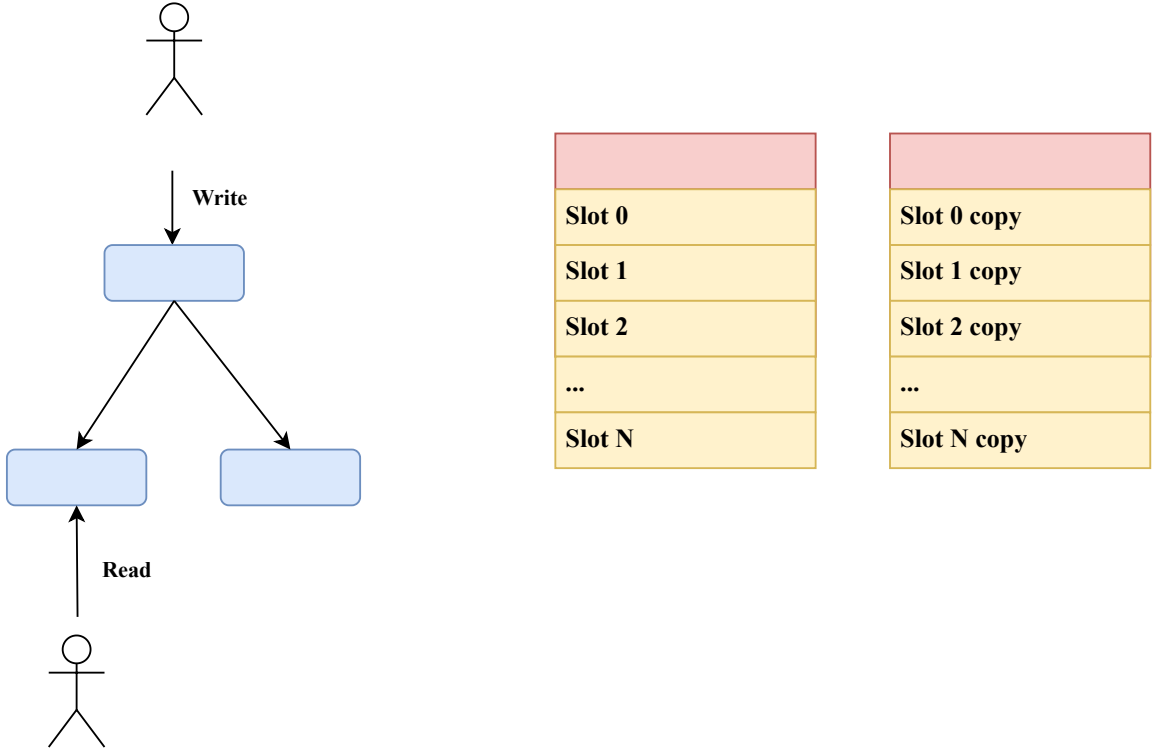 Write
Read
Slot 0
Slot 1
Slot 2
...
Slot N
Slot 0 copy
Slot 1 copy
Slot 2 copy
...
Slot N copy